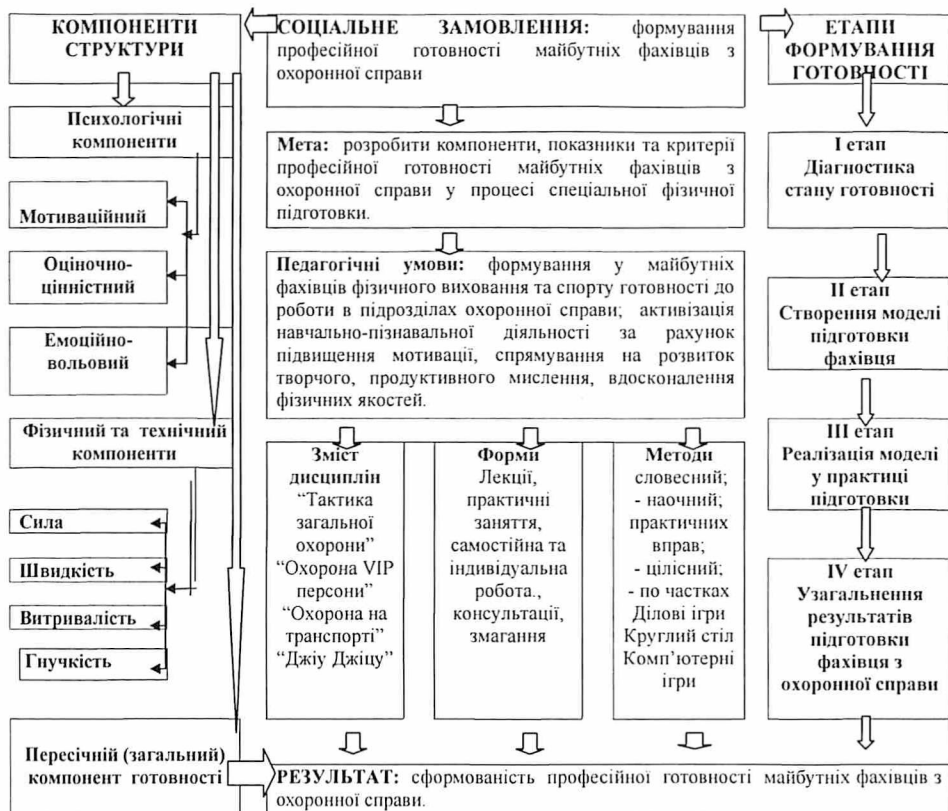 КОМПОНЕНТИ
СТРУКТУРИ
Психологічні
компоненти
Мотиваційний
Оціночно-
цінністний
Емоційно-
вольовий
Фізичний та технічний
компоненти
Сила
Швидкість
Витривалість
Гнучкість
Пересічній (загальний)
компонент готовності
СОЦІАЛЬНЕ ЗАМОВЛЕННЯ: формування
професійної готовності майбутніх фахівців з
охоронної справи
Мета: розробити компоненти, показники та критерії
професійної готовності майбутніх фахівців з
охоронної справи у процесі спеціальної фізичної
підготовки.
Педагогічні умови: формування у майбутніх
фахівців фізичного виховання та спорту готовності до
роботи в підрозділах охоронної справи; активізація
навчально-пізнавальної діяльності за рахунок
підвищення мотивації, спрямування на розвиток
творчого, продуктивного мислення, вдосконалення
фізичних якостей.
Зміст
дисциплін
“Тактика
загальної
охорони”
“Охорона VIP
персони”
“Охорона на
транспорті”
“Джіу Джіцу”
Форми
Лекції,
практичні
заняття,
самостійна та
індивідуальна
робота.,
консультації,
змагання
Методи
словесний;
- наочний;
практичних
вправ;
- цілісний;
- по частках
Ділові ігри
Круглий стіл
Комп’ютерні
ігри
ЕТАПИ
ФОРМУВАННЯ
ГОТОВНОСТІ
І етап
Діагностика
стану готовності
ІІ етап
Створення моделі
підготовки
фахівця
ІІІ етап
Реалізація моделі
у практиці
підготовки
IV етап
Узагальнення
результатів
підготовки
фахівця з
охоронної справи
РЕЗУЛЬТАТ: сформованість професійної готовності майбутніх фахівців з
охоронної справи.